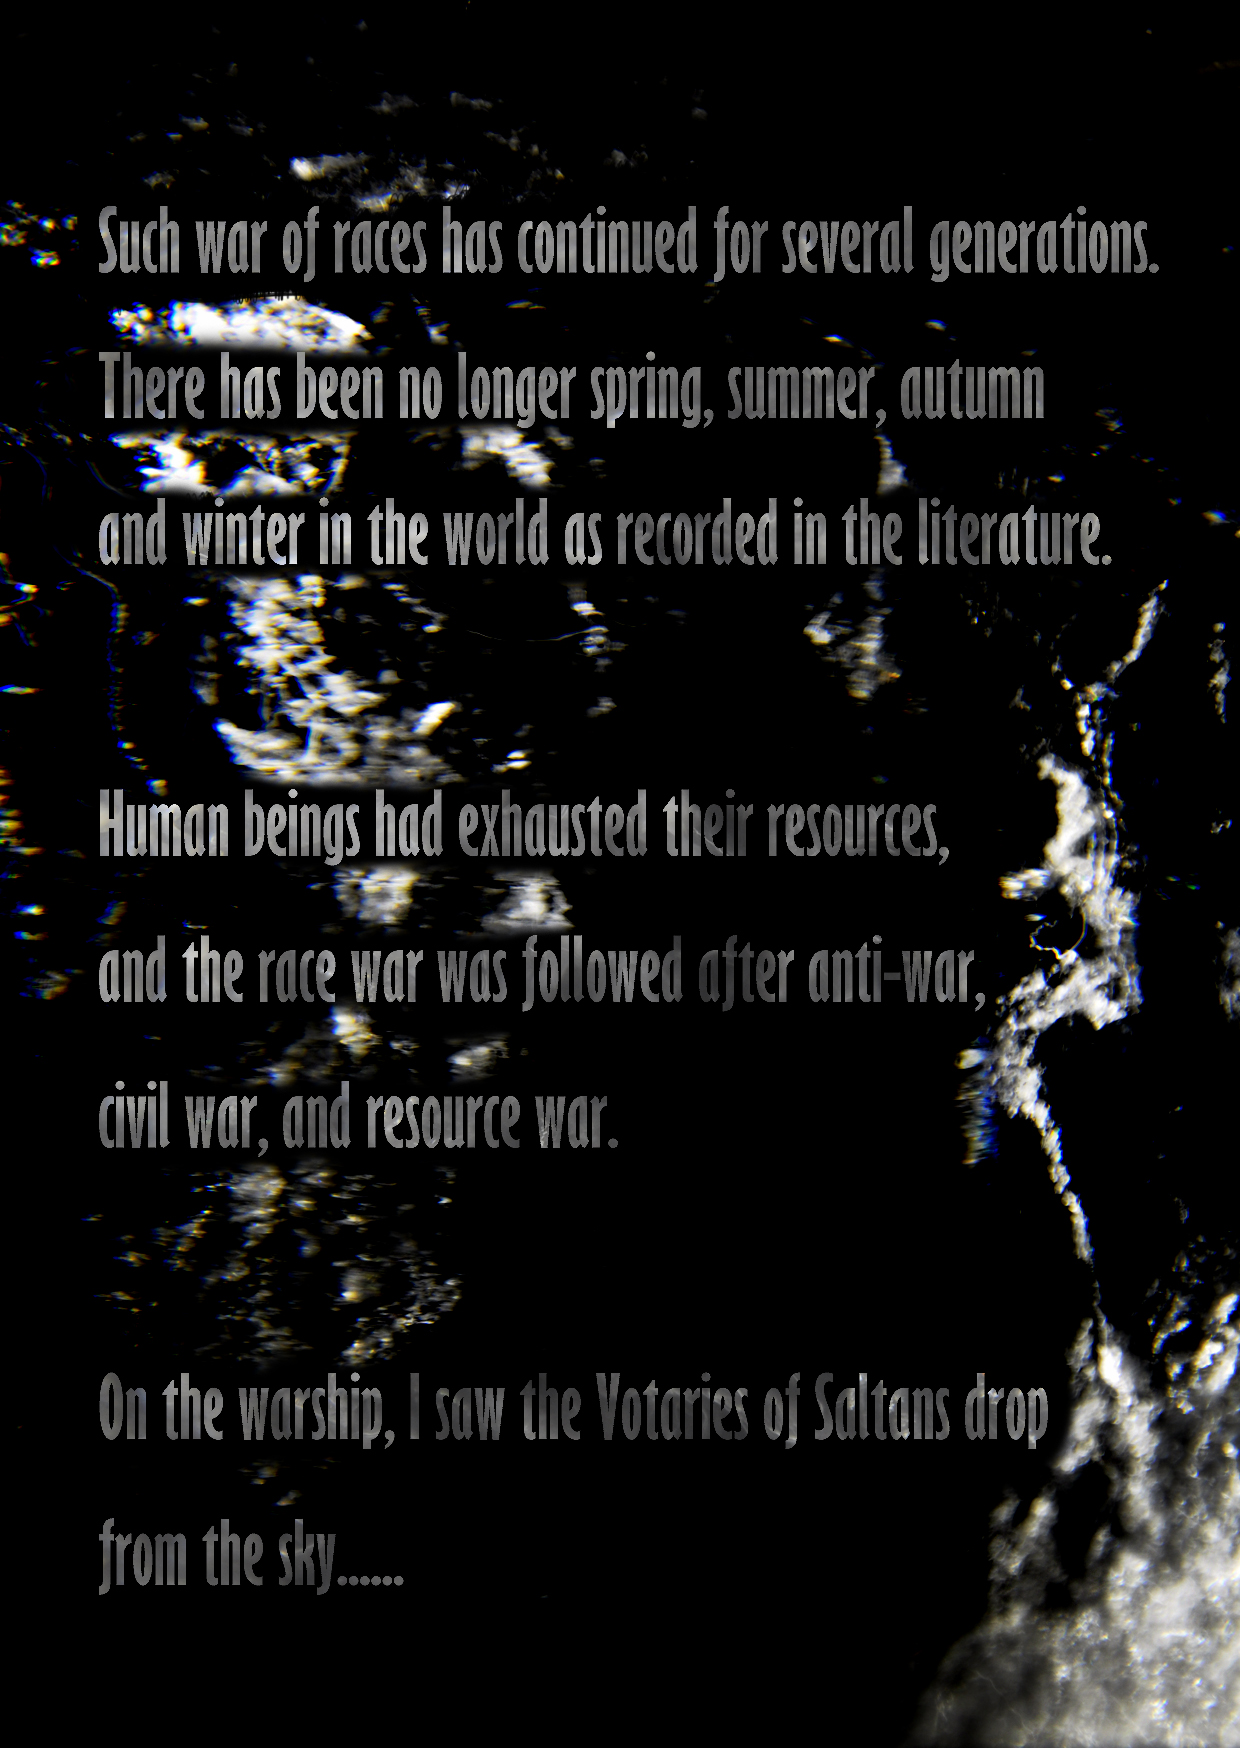 Such war of races has continued for several generations.
There has been no longer spring, summer, autumn
and winter in the world as recorded in the literature.
Human beings had exhausted their resources,
and the race war was followed after anti-war,
civil war, and resource war.
On the warship, I saw the Votaries of Saltans drop
from the sky......